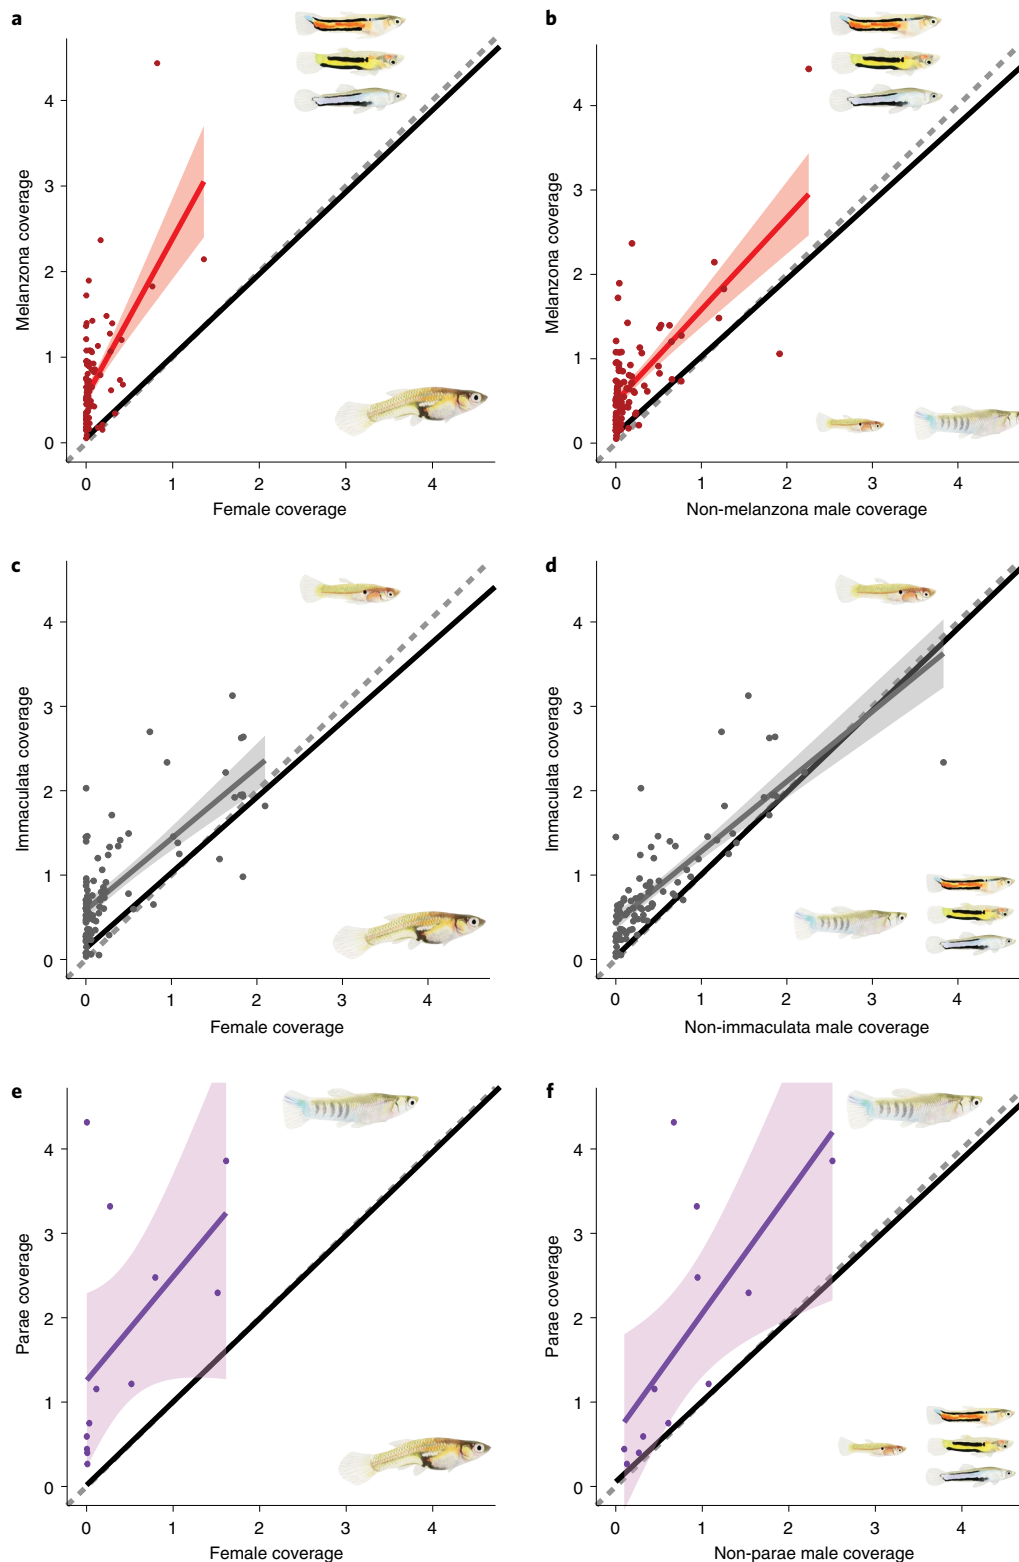 a
Melanzona coverage
4
3
2
1
0
0 1 2 3 4
Female coverage
b
Melanzona coverage
4
3
2
1
0
0 1 2 3 4
Non-melanzona male coverage
c
Immaculata coverage
4
3
2
1
0
0 1 2 3 4
Female coverage
d
Immaculata coverage
4
3
2
1
0
0 1 2 3 4
Non-immaculata male coverage
e
Parae coverage
4
3
2
1
0
0 1 2 3 4
Female coverage
f
Parae coverage
4
3
2
1
0
0 1 2 3 4
Non-parae male coverage